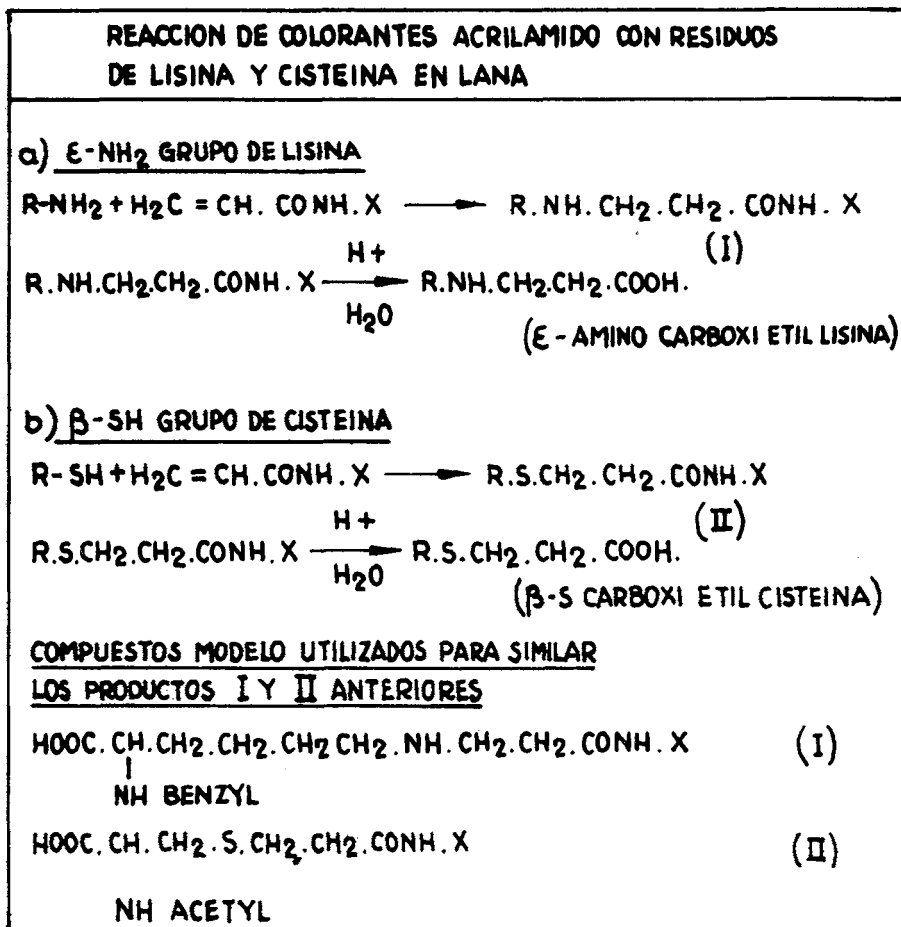 REACCION DE COLORANTES ACRILAMIDO CON RESIDUOS
DE LISINA Y CISTEINA EN LANA
a) ε-NH₂ GRUPO DE LISINA
R-NH₂ + H₂C = CH. CONH. X ⟶ R. NH. CH₂. CH₂. CONH. X
(I)
H+
R. NH. CH₂. CH₂. CONH. X ⟶ R. NH. CH₂. CH₂. COOH.
H₂O
(ε - AMINO CARBOXI ETIL LISINA)
b) β-SH GRUPO DE CISTEINA
R- SH + H₂C = CH. CONH. X ⟶ R. S. CH₂. CH₂. CONH. X
(II)
H+
R. S. CH₂. CH₂. CONH. X ⟶ R. S. CH₂. CH₂. COOH.
H₂O
(β-S CARBOXI ETIL CISTEINA)
COMPUESTOS MODELO UTILIZADOS PARA SIMILAR
LOS PRODUCTOS I Y II ANTERIORES
HOOC. CH. CH₂. CH₂. CH₂ CH₂. NH. CH₂. CH₂. CONH. X (I)
NH BENZYL
HOOC. CH. CH₂. S. CH₂. CH₂. CONH. X (II)
NH ACETYL